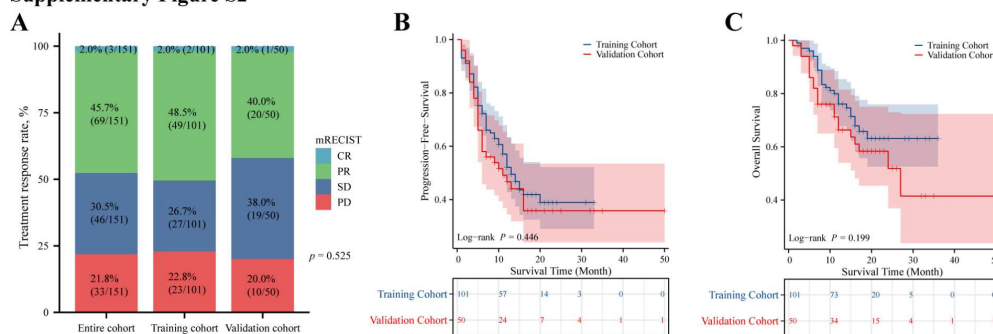 Supplementary Figure S2
A
Treatment response rate, %
100
75
50
25
0
2.0% (3/151)
2.0% (2/101)
2.0% (1/50)
45.7%
(69/151)
48.5%
(49/101)
40.0%
(20/50)
30.5%
(46/151)
26.7%
(27/101)
38.0%
(19/50)
21.8%
(33/151)
22.8%
(23/101)
20.0%
(10/50)
Entire cohort
Training cohort
Validation cohort
mRECIST
CR
PR
SD
PD
p = 0.525
B
Progression-Free-Survival
1.0
0.8
0.6
0.4
Training Cohort
Validation Cohort
Log-rank P = 0.446
0 10 20 30 40 50
Survival Time (Month)
Training Cohort 101 57 14 3 0 0
Validation Cohort 50 24 7 4 1 1
C
Overall Survival
1.0
0.8
0.6
0.4
Training Cohort
Validation Cohort
Log-rank P = 0.199
0 10 20 30 40
Survival Time (Month)
Training Cohort 101 73 20 5 0
Validation Cohort 50 34 15 4 1